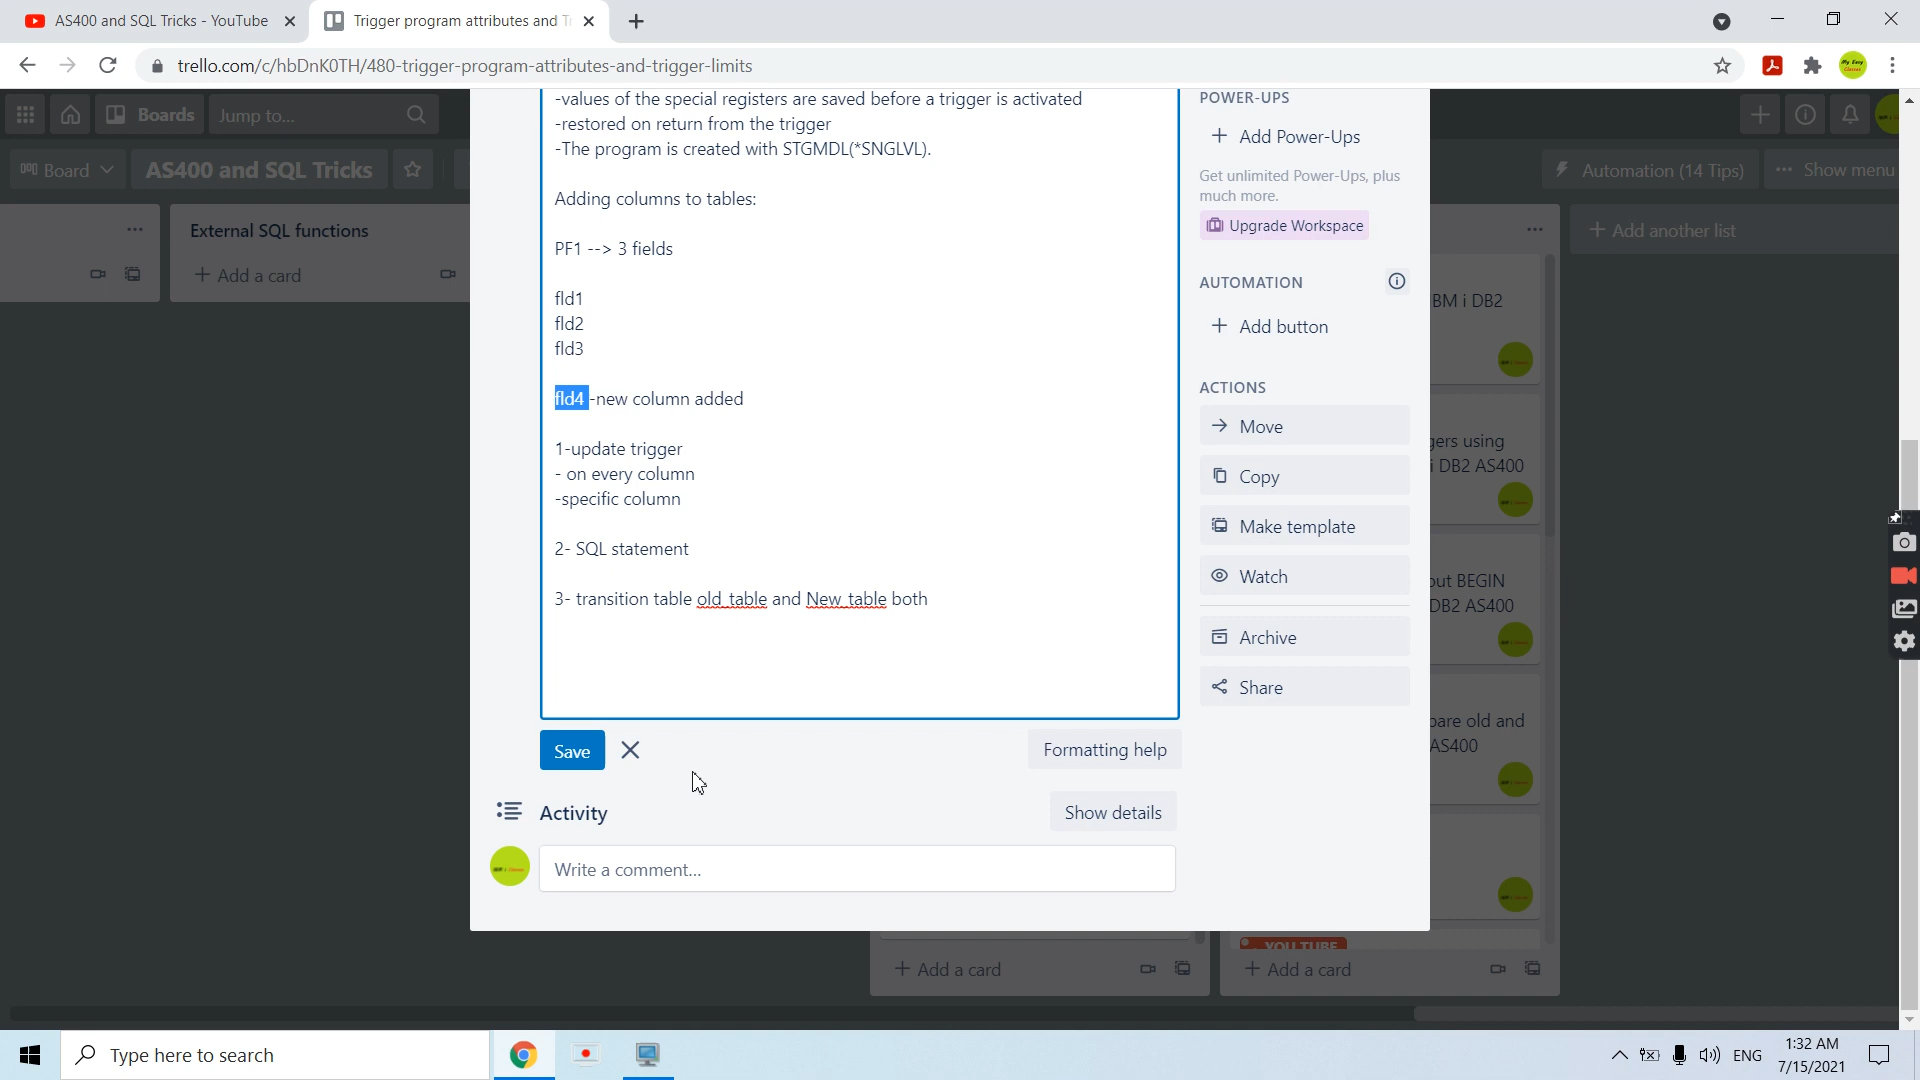 AS400 and SQL Tricks - YouTube
Trigger program attributes and T
trello.com/c/hbDnK0TH/480-trigger-program-attributes-and-trigger-limits
Boards
Jump to...
Board
AS400 and SQL Tricks
Automation (14 Tips)
Show menu
External SQL functions
+ Add a card
-values of the special registers are saved before a trigger is activated
-restored on return from the trigger
-The program is created with STGMDL(*SNGLVL).
Adding columns to tables:
PF1 --> 3 fields
fld1
fld2
fld3
fld4 -new column added
1-update trigger
- on every column
-specific column
2- SQL statement
3- transition table old_table and New_table both
Save
Formatting help
Activity
Show details
Write a comment...
POWER-UPS
+ Add Power-Ups
Get unlimited Power-Ups, plus
much more.
Upgrade Workspace
AUTOMATION
+ Add button
ACTIONS
Move
Copy
Make template
Watch
Archive
Share
+ Add another list
BM i DB2
gers using
i DB2 AS400
out BEGIN
DB2 AS400
pare old and
AS400
YOU TUBE
+ Add a card
+ Add a card
Type here to search
ENG
1:32 AM
7/15/2021